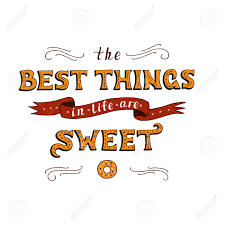 the
BEST THINGS
in life are
SWEET